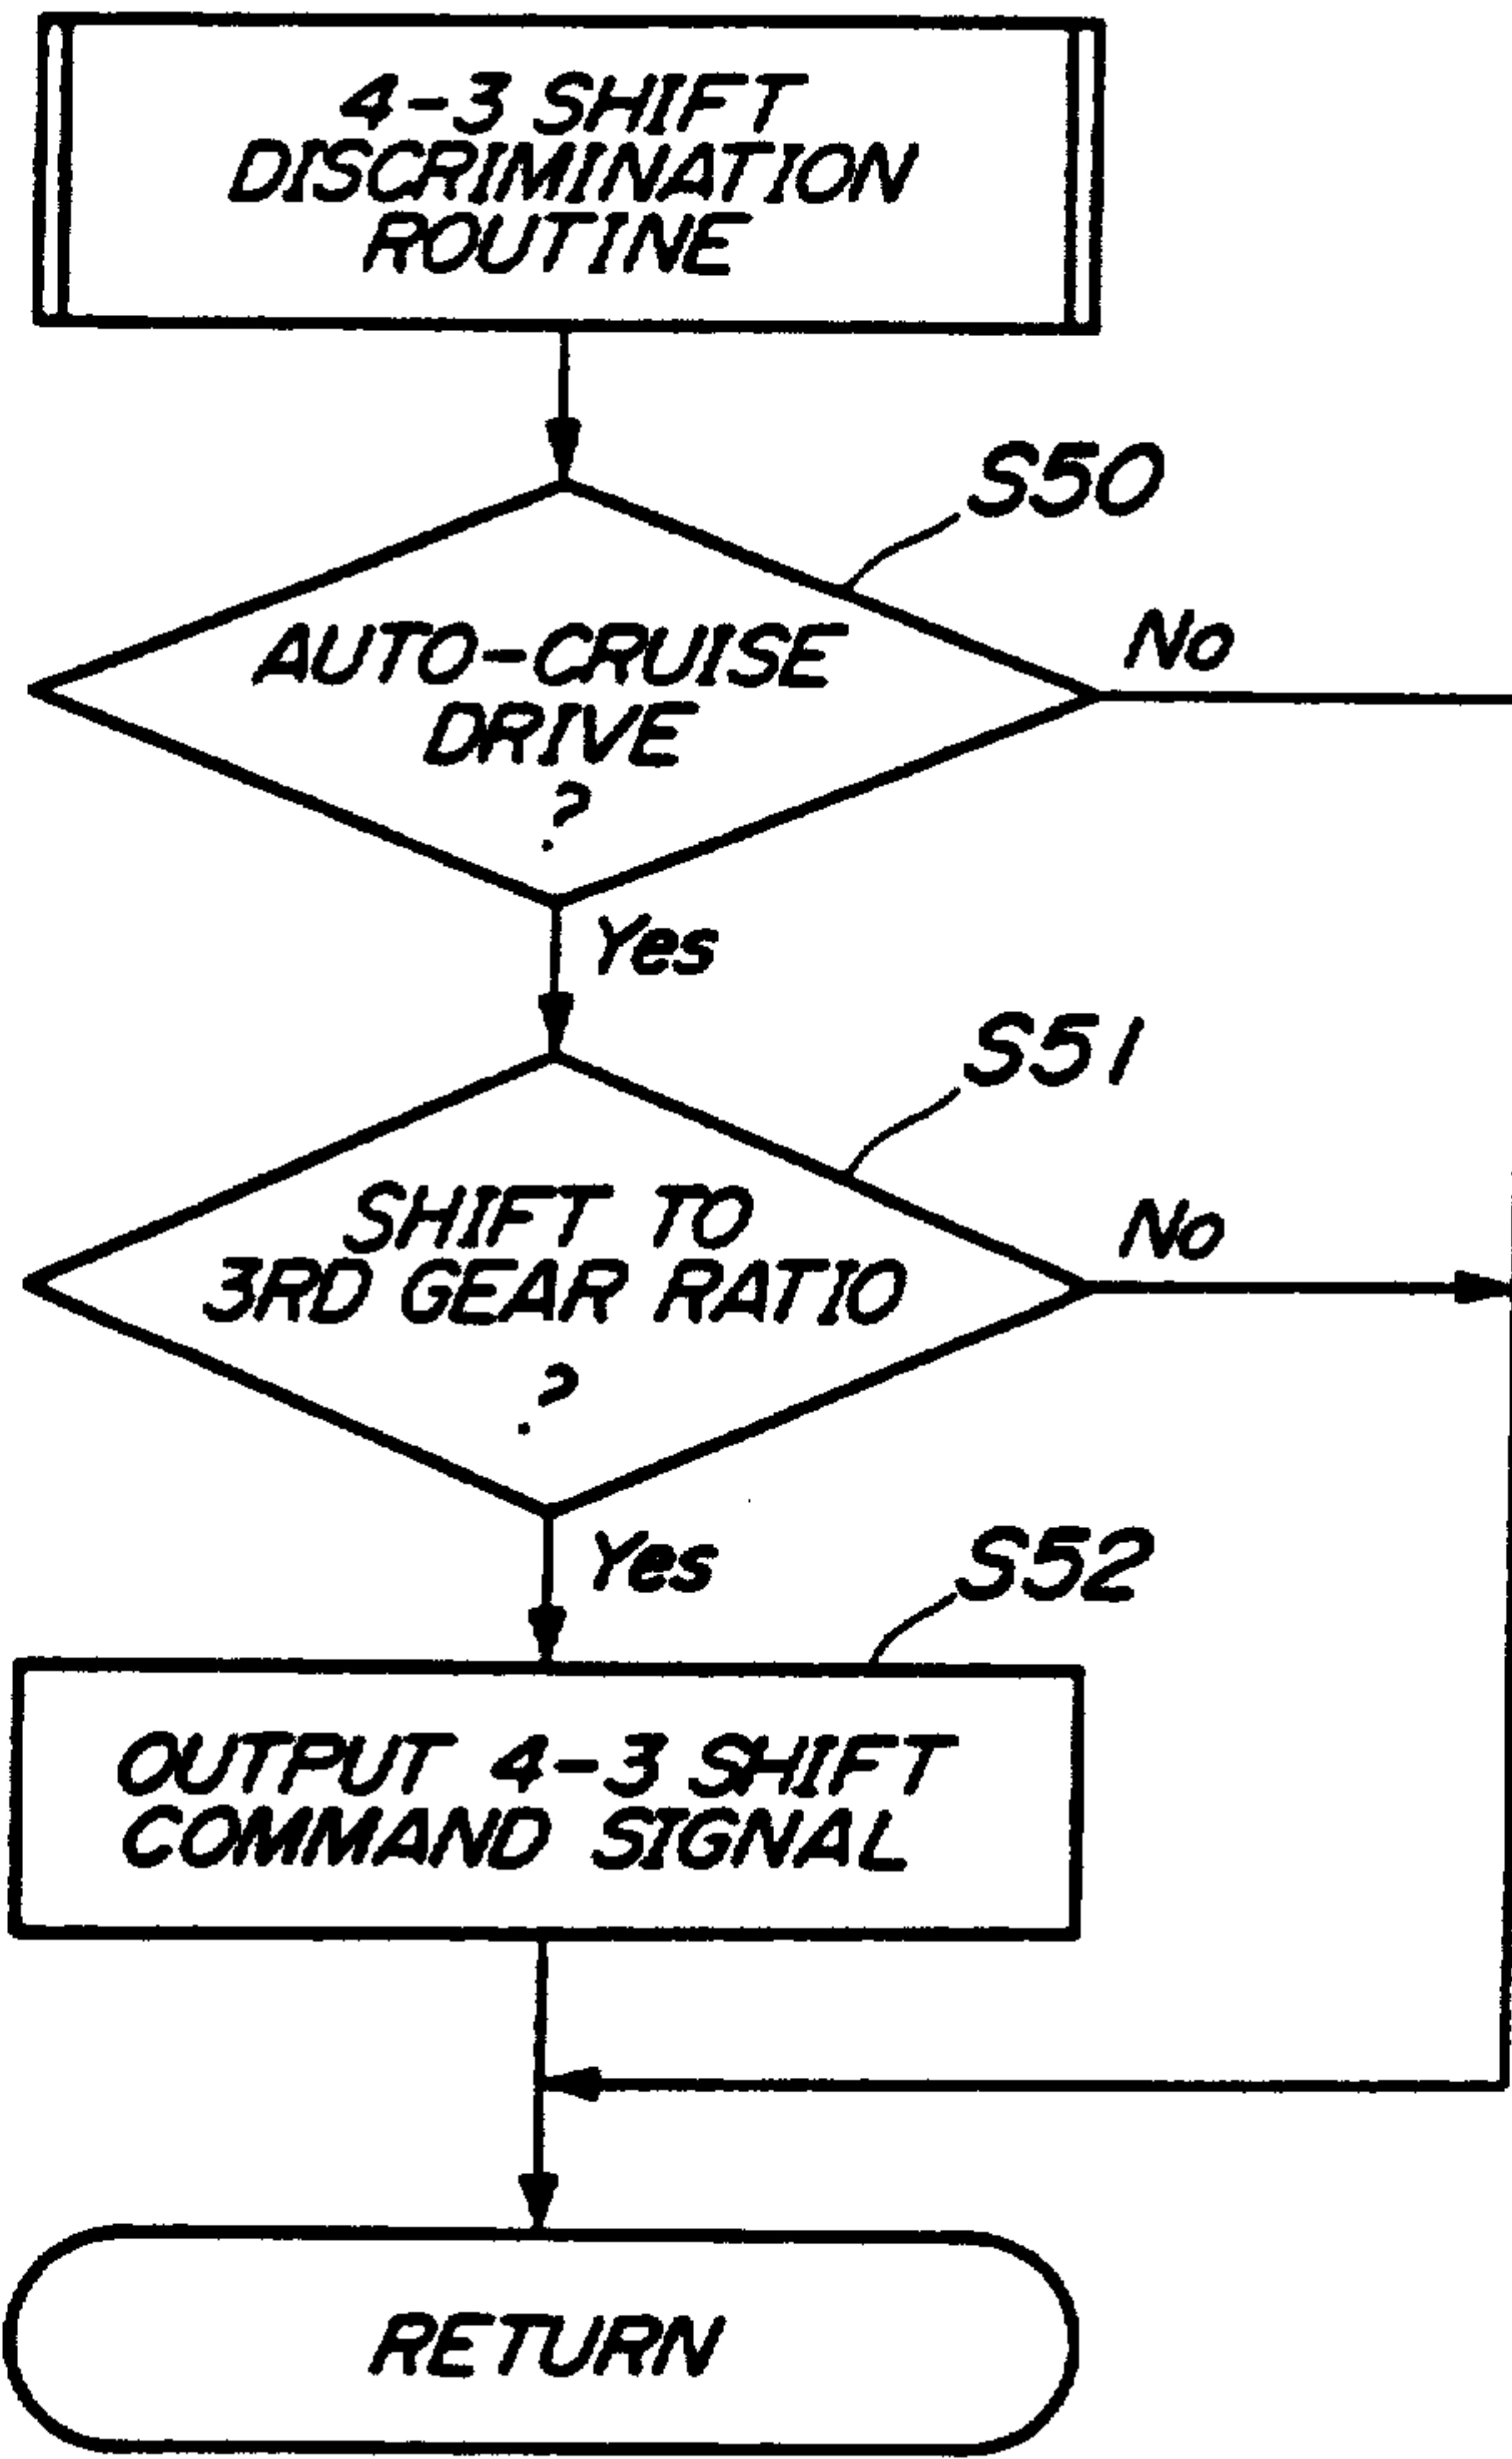 4-3 SHIFT
DISCRIMINATION
ROUTINE
S50
AUTO-CRUISE
DRIVE
?
No
Yes
S51
SHIFT TO
3RD GEAR RATIO
?
No
Yes
S52
OUTPUT 4-3 SHIFT
COMMAND SIGNAL
RETURN